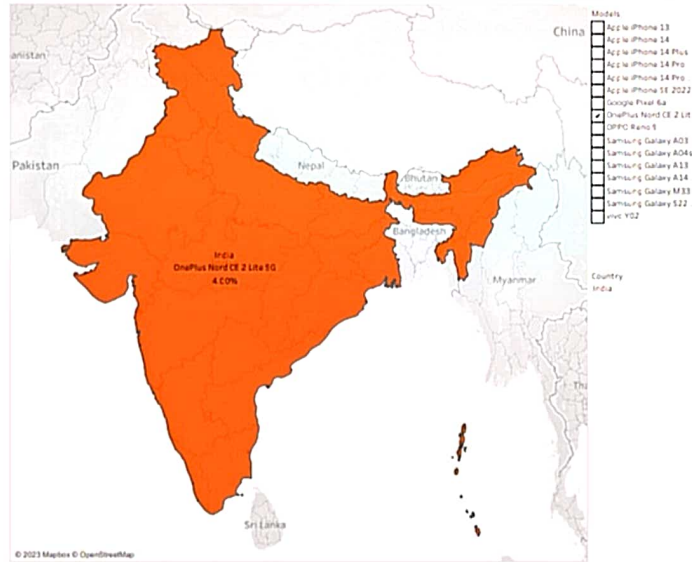 Models
Apple iPhone 13
Apple iPhone 14
Apple iPhone 14 Plus
Apple iPhone 14 Pro
Apple iPhone 14 Pro
Apple iPhone SE 2022
Google Pixel 6a
OnePlus Nord CE 2 Lit
OPPO Reno
Samsung Galaxy A03
Samsung Galaxy A04s
Samsung Galaxy A13
Samsung Galaxy A14
Samsung Galaxy M33
Samsung Galaxy S22
vivo Y02
Country
India
China
anistan
Pakistan
Nepal
Bhutan
Bangladesh
India
OnePlus Nord CE 2 Lite 5G
4.00%
Myanmar
Tha
Sri Lanka
© 2023 Mapbox © OpenStreetMap